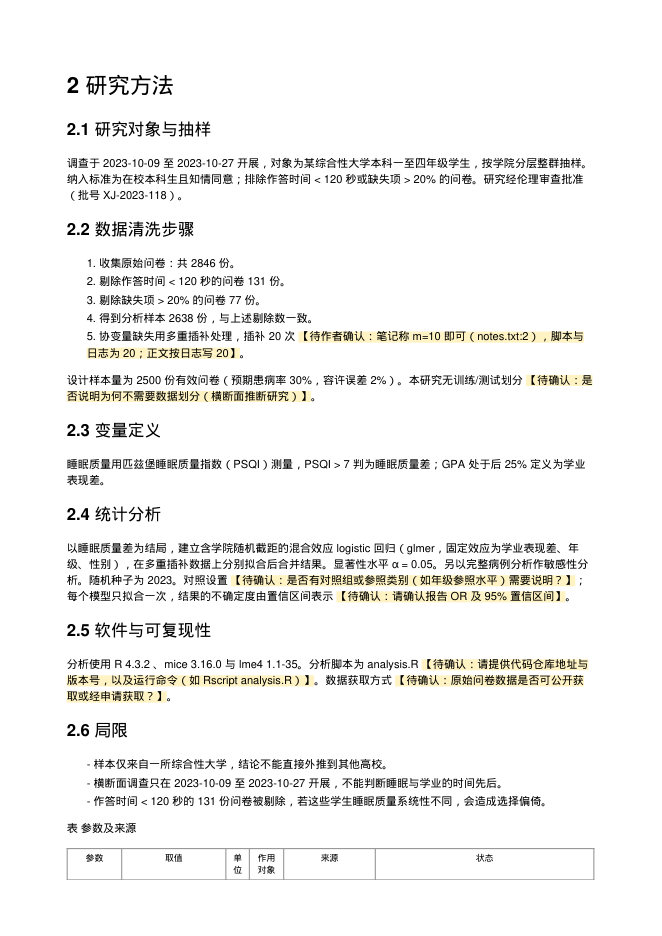 2 研究方法
2.1 研究对象与抽样
调查于 2023-10-09 至 2023-10-27 开展，对象为某综合性大学本科一至四年级学生，按学院分层整群抽样。
纳入标准为在校本科生且知情同意；排除作答时间 < 120 秒或缺失项 > 20% 的问卷。研究经伦理审查批准
（批号 XJ-2023-118）。
2.2 数据清洗步骤
1. 收集原始问卷：共 2846 份。
2. 剔除作答时间 < 120 秒的问卷 131 份。
3. 剔除缺失项 > 20% 的问卷 77 份。
4. 得到分析样本 2638 份，与上述剔除数一致。
5. 协变量缺失用多重插补处理，插补 20 次 【待作者确认：笔记称 m=10 即可（notes.txt:2），脚本与
日志为 20；正文按日志写 20】。
设计样本量为 2500 份有效问卷（预期患病率 30%，容许误差 2%）。本研究无训练/测试划分 【待确认：是
否说明为何不需要数据划分（横断面推断研究）】。
2.3 变量定义
睡眠质量用匹兹堡睡眠质量指数（PSQI）测量，PSQI > 7 判为睡眠质量差；GPA 处于后 25% 定义为学业
表现差。
2.4 统计分析
以睡眠质量差为结局，建立含学院随机截距的混合效应 logistic 回归（glmer，固定效应为学业表现差、年
级、性别），在多重插补数据上分别拟合后合并结果。显著性水平 α = 0.05。另以完整病例分析作敏感性分
析。随机种子为 2023。对照设置 【待确认：是否有对照组或参照类别（如年级参照水平）需要说明？】；
每个模型只拟合一次，结果的不确定度由置信区间表示 【待确认：请确认报告 OR 及 95% 置信区间】。
2.5 软件与可复现性
分析使用 R 4.3.2 、mice 3.16.0 与 lme4 1.1-35。分析脚本为 analysis.R 【待确认：请提供代码仓库地址与
版本号，以及运行命令（如 Rscript analysis.R）】。数据获取方式 【待确认：原始问卷数据是否可公开获
取或经申请获取？】。
2.6 局限
- 样本仅来自一所综合性大学，结论不能直接外推到其他高校。
- 横断面调查只在 2023-10-09 至 2023-10-27 开展，不能判断睡眠与学业的时间先后。
- 作答时间 < 120 秒的 131 份问卷被剔除，若这些学生睡眠质量系统性不同，会造成选择偏倚。
表 参数及来源
参数 取值 单位 作用对象 来源 状态